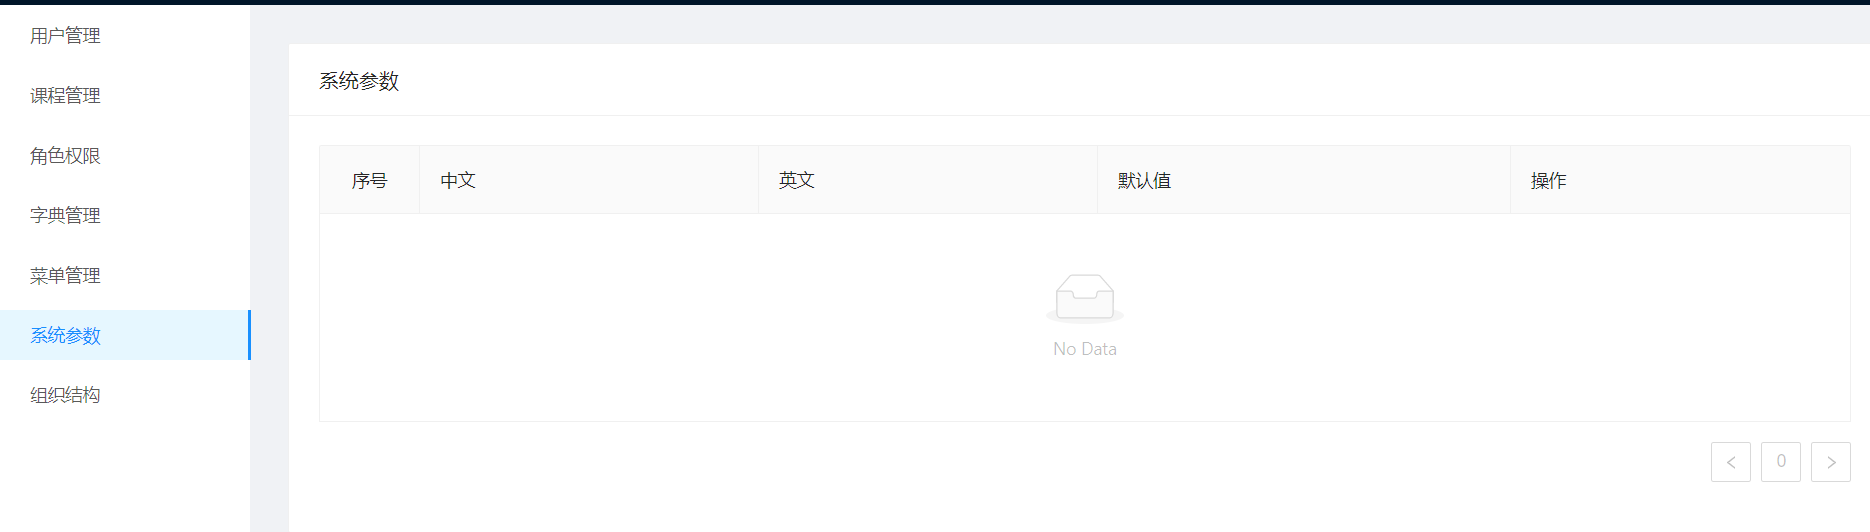 用户管理
课程管理
角色权限
字典管理
菜单管理
系统参数
组织结构
系统参数
序号 中文 英文 默认值 操作
No Data
< 0 >